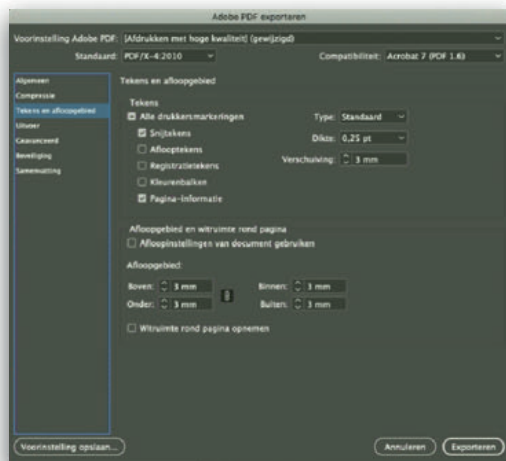 Adobe PDF exporteren
Voorinstelling Adobe PDF: [Afdrukken met hoge kwaliteit] (gewijzigd)
Standaard: PDF/X-4:2010 Compatibiliteit: Acrobat 7 (PDF 1.6)
Algemeen
Compressie
Tekens en afloopgebied
Uitvoer
Geavanceerd
Beveiliging
Samenvatting
Tekens en afloopgebied
Tekens
Alle drukkersmarkeringen Type: Standaard
Snijtekens Dikte: 0,25 pt
Aflooptekens
Registratietekens Verschuiving: 3 mm
Kleurenbalken
Pagina-informatie
Afloopgebied en witruimte rond pagina
Afloopinstellingen van document gebruiken
Afloopgebied:
Boven: 3 mm Binnen: 3 mm
Onder: 3 mm Buiten: 3 mm
Witruimte rond pagina opnemen
Voorinstelling opslaan... Annuleren Exporteren